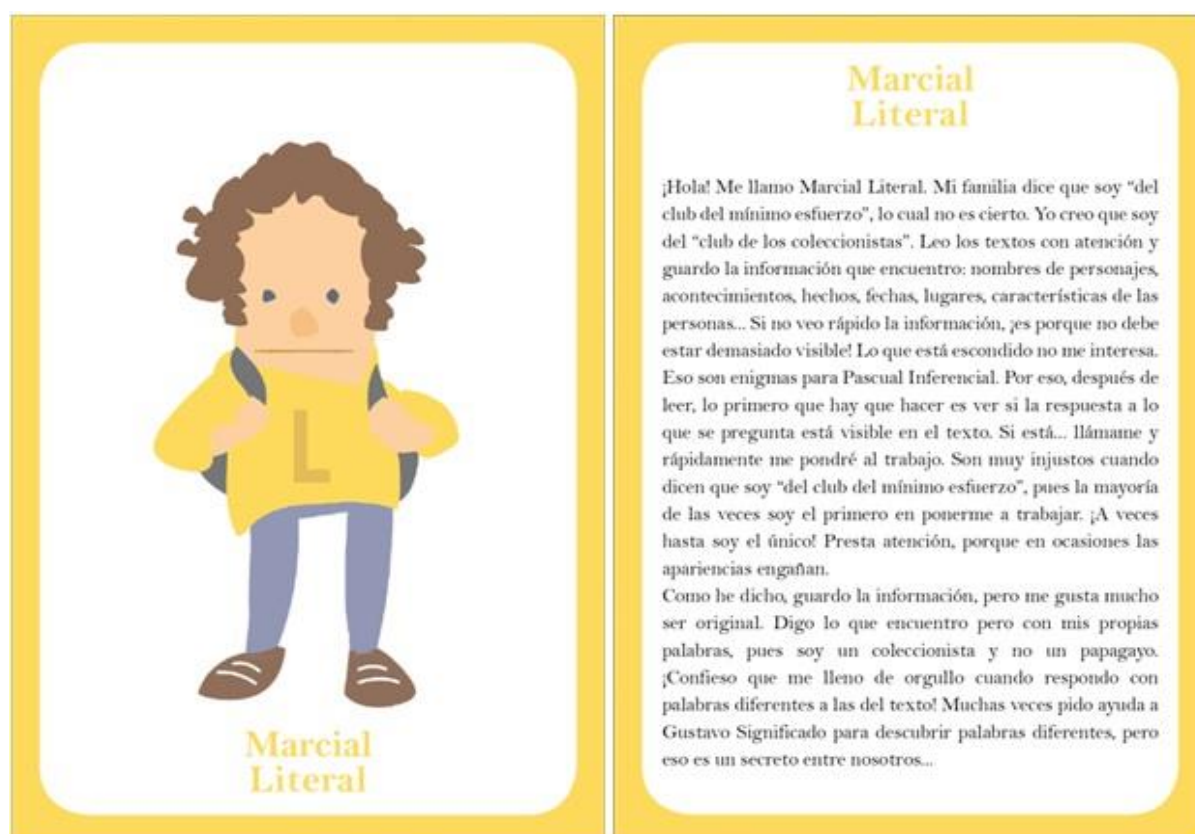 L
Marcial
Literal
Marcial
Literal
¡Hola! Me llamo Marcial Literal. Mi familia dice que soy “del
club del mínimo esfuerzo”, lo cual no es cierto. Yo creo que soy
del “club de los coleccionistas”. Leo los textos con atención y
guardo la información que encuentro: nombres de personajes,
acontecimientos, hechos, fechas, lugares, características de las
personas... Si no veo rápido la información, ¡es porque no debe
estar demasiado visible! Lo que está escondido no me interesa.
Eso son enigmas para Pascual Inferencial. Por eso, después de
leer, lo primero que hay que hacer es ver si la respuesta a lo
que se pregunta está visible en el texto. Si está... llámame y
rápidamente me pondré al trabajo. Son muy injustos cuando
dicen que soy “del club del mínimo esfuerzo”, pues la mayoría
de las veces soy el primero en ponerme a trabajar. ¡A veces
hasta soy el único! Presta atención, porque en ocasiones las
apariencias engañan.
Como he dicho, guardo la información, pero me gusta mucho
ser original. Digo lo que encuentro pero con mis propias
palabras, pues soy un coleccionista y no un papagayo.
¡Confieso que me lleno de orgullo cuando respondo con
palabras diferentes a las del texto! Muchas veces pido ayuda a
Gustavo Significado para descubrir palabras diferentes, pero
eso es un secreto entre nosotros...